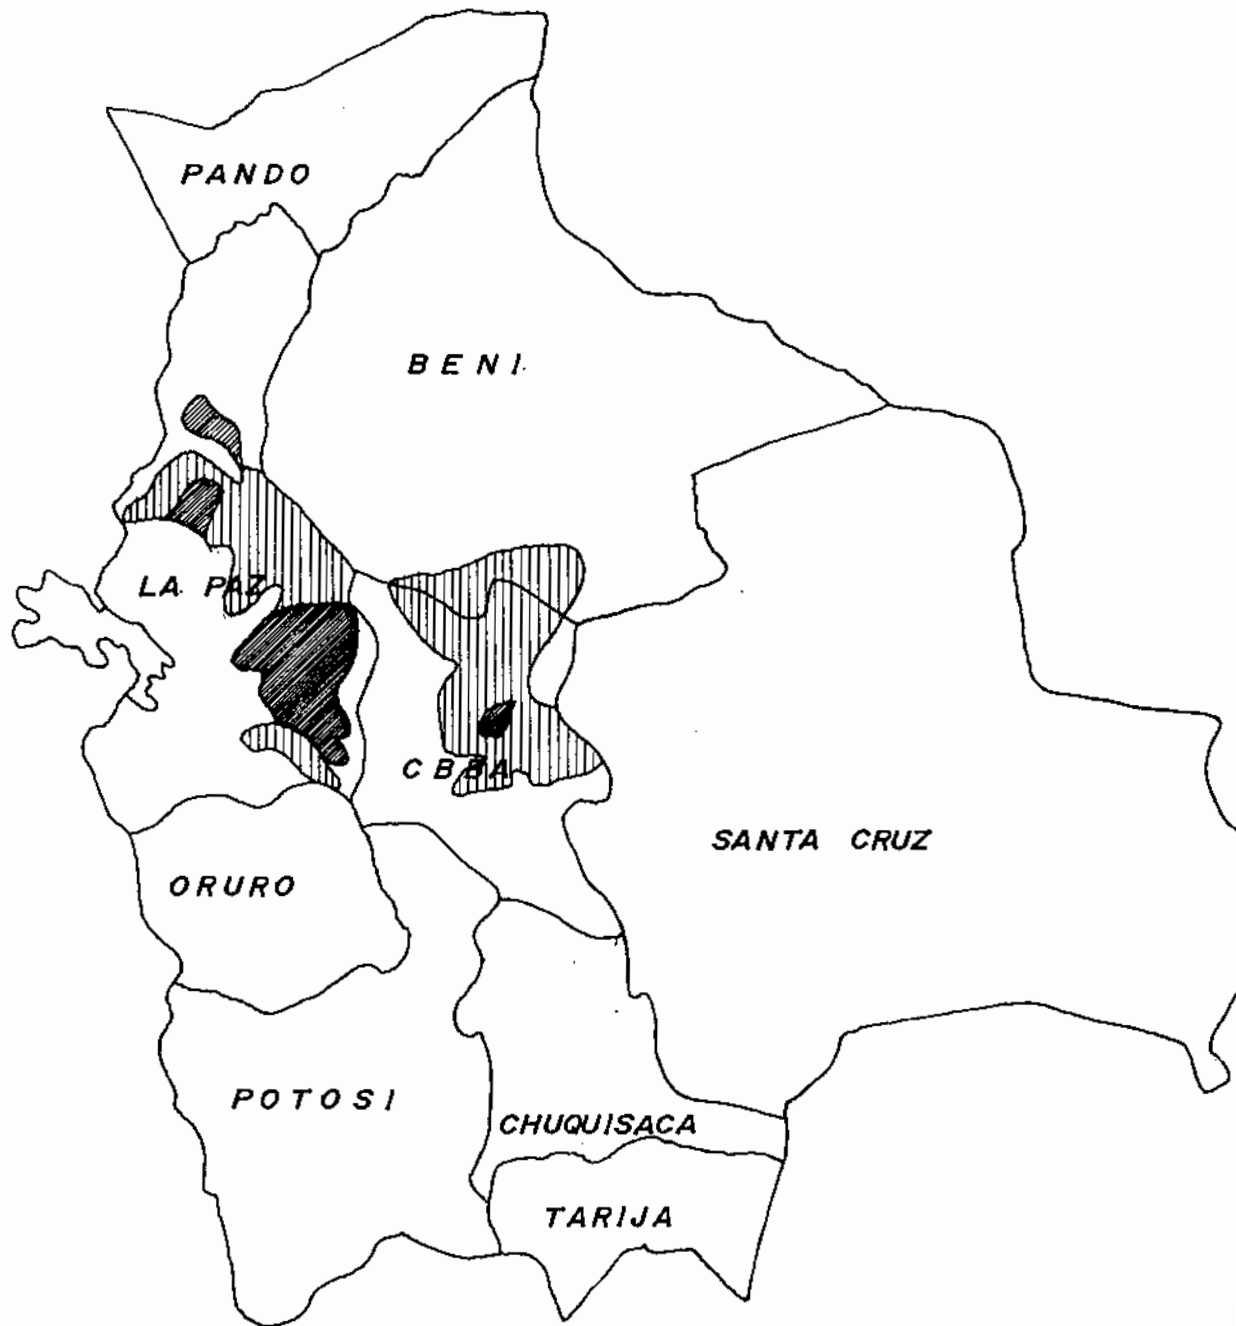 PANDO
BENI
LA PAZ
CBBA
SANTA CRUZ
ORURO
POTOSI
CHUQUISACA
TARIJA